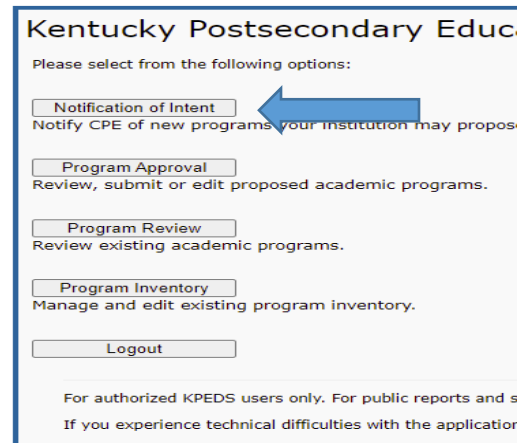 Kentucky Postsecondary Educa
Please select from the following options:
Notification of Intent
Notify CPE of new programs your institution may propose
Program Approval
Review, submit or edit proposed academic programs.
Program Review
Review existing academic programs.
Program Inventory
Manage and edit existing program inventory.
Logout
For authorized KPEDS users only. For public reports and s
If you experience technical difficulties with the application